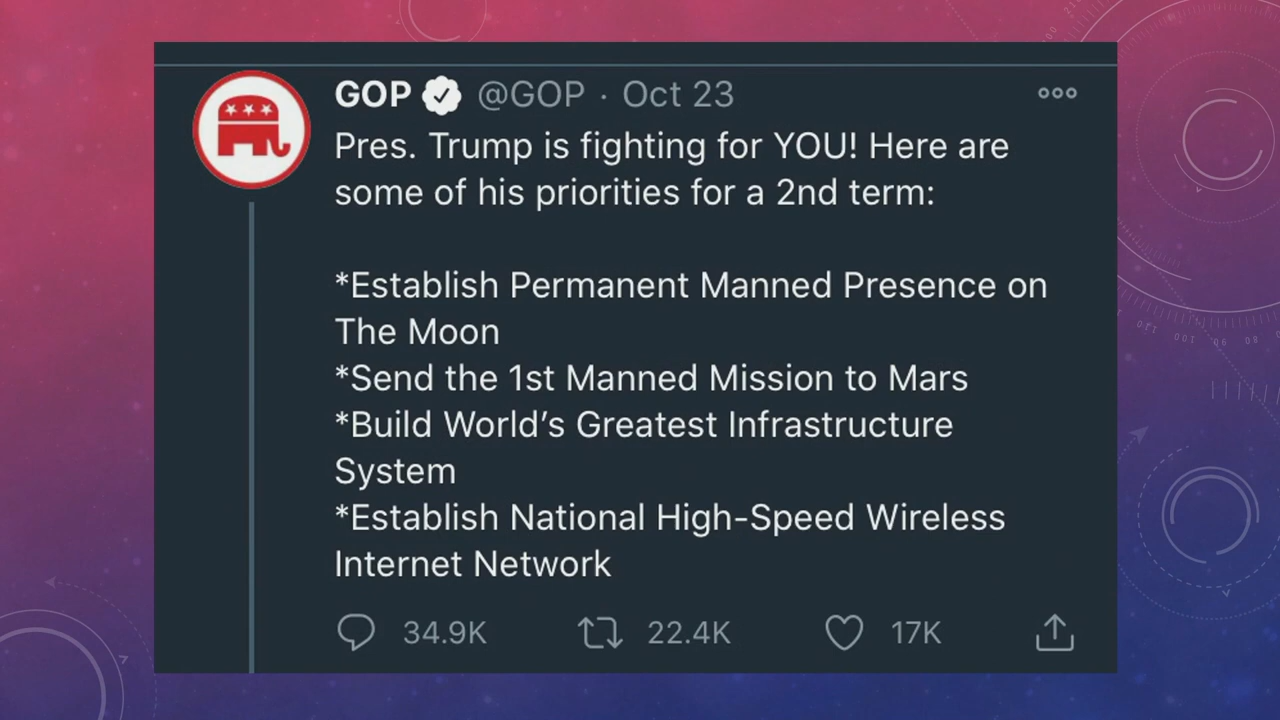 GOP @GOP · Oct 23
Pres. Trump is fighting for YOU! Here are
some of his priorities for a 2nd term:
*Establish Permanent Manned Presence on
The Moon
*Send the 1st Manned Mission to Mars
*Build World's Greatest Infrastructure
System
*Establish National High-Speed Wireless
Internet Network
34.9K 22.4K 17K